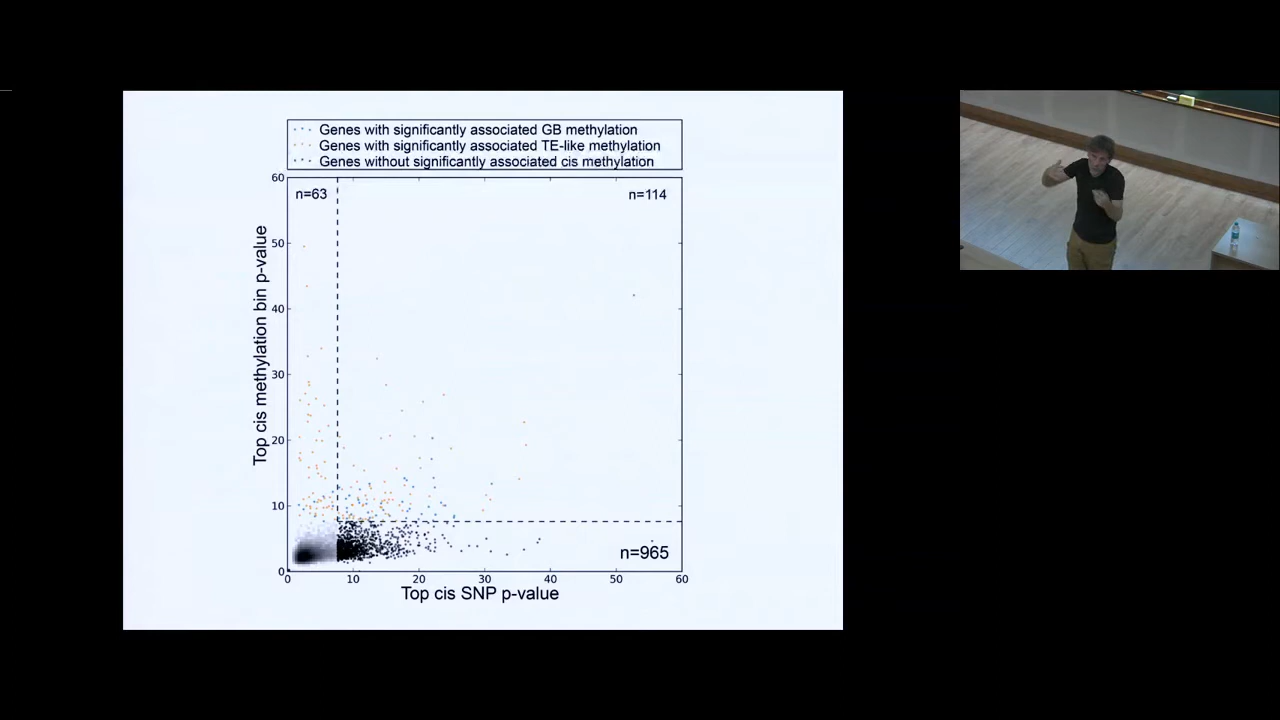 Genes with significantly associated GB methylation
Genes with significantly associated TE-like methylation
Genes without significantly associated cis methylation
60
n=63
n=114
50
40
30
20
10
n=965
0
0
10
20
30
40
50
60
Top cis methylation bin p-value
Top cis SNP p-value